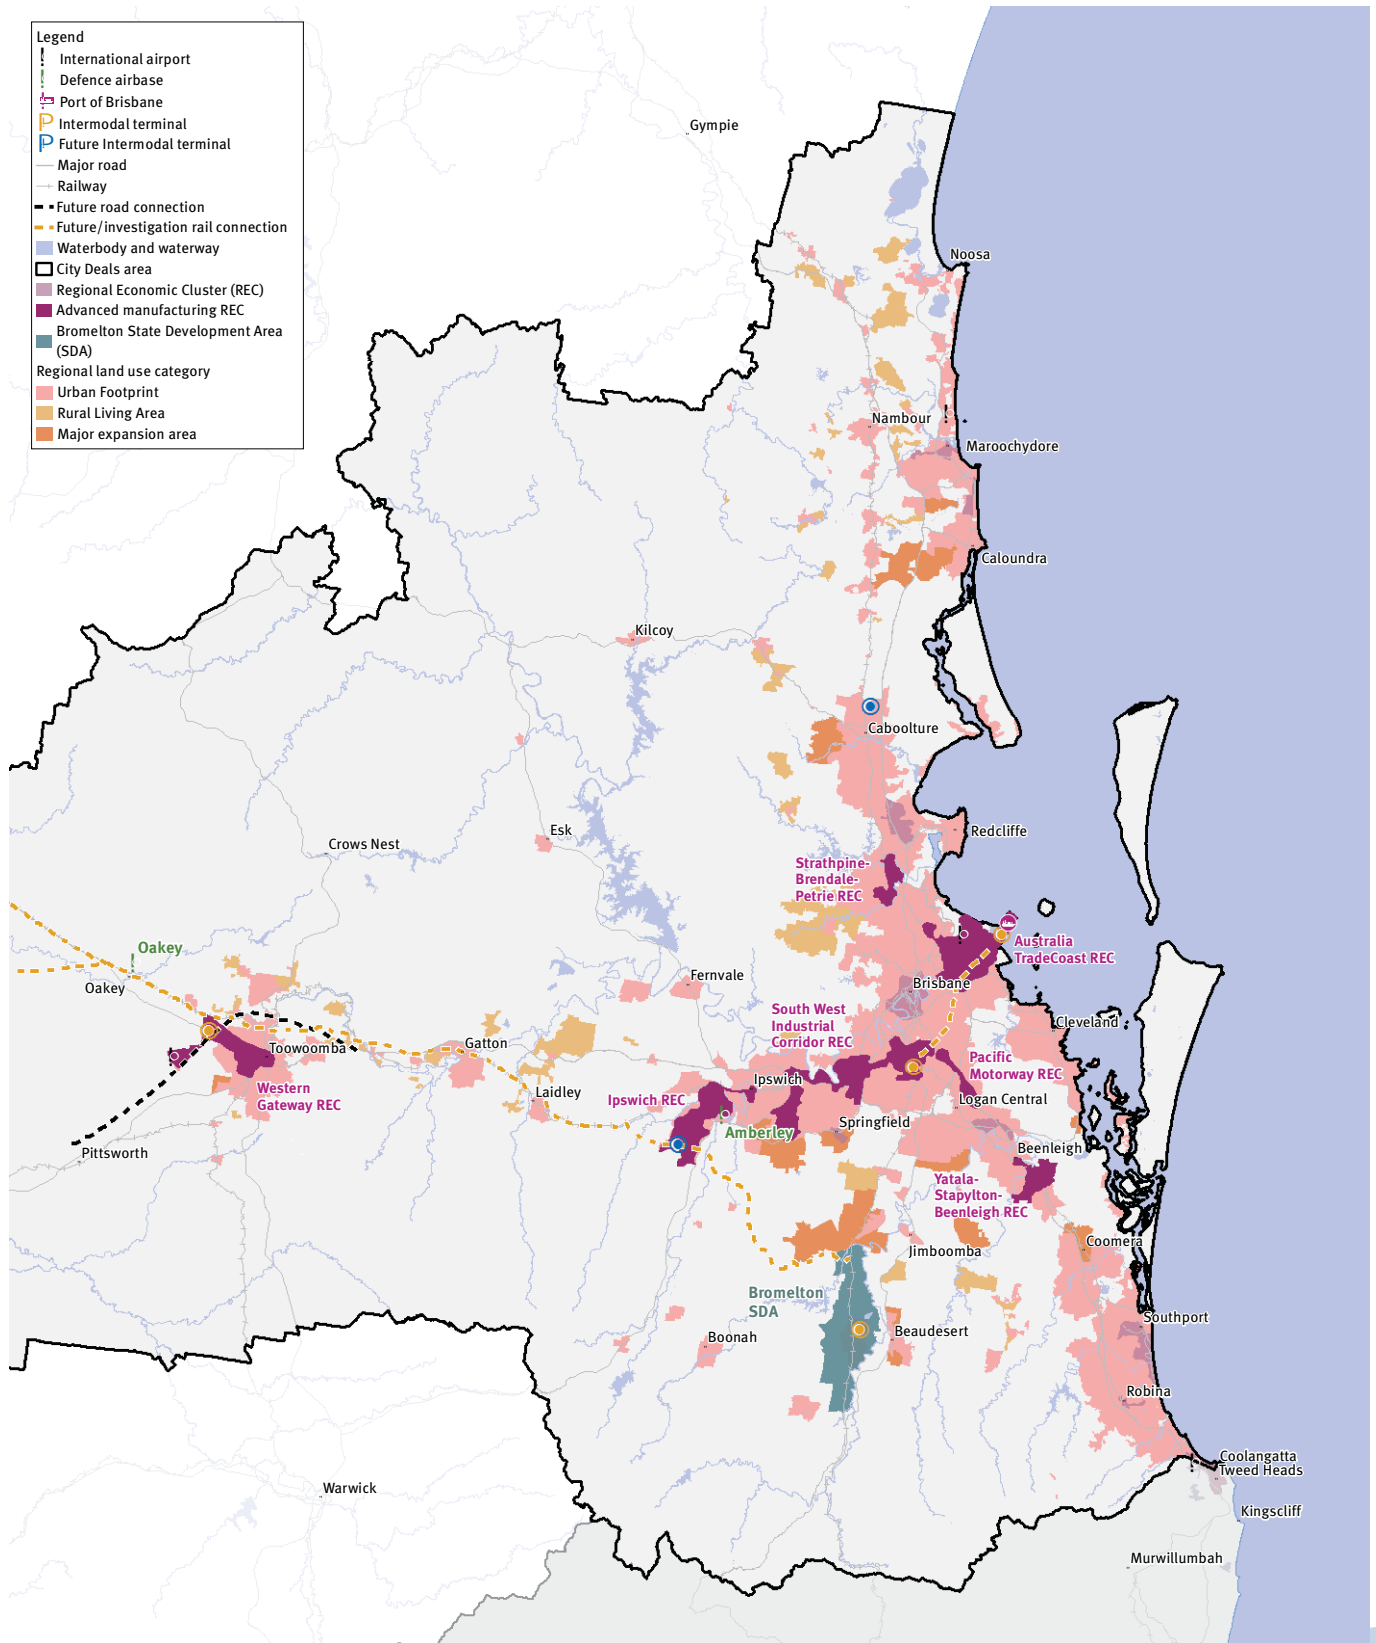 Legend
International airport
Defence airbase
Port of Brisbane
Intermodal terminal
Future Intermodal terminal
Major road
Railway
Future road connection
Future/investigation rail connection
Waterbody and waterway
City Deals area
Regional Economic Cluster (REC)
Advanced manufacturing REC
Bromelton State Development Area
(SDA)
Regional land use category
Urban Footprint
Rural Living Area
Major expansion area
Gympie
Noosa
Nambour
Maroochydore
Caloundra
Kilcoy
Caboolture
Redcliffe
Esk
Crows Nest
Strathpine-
Brendale-
Petrie REC
Oakey
Australia
TradeCoast REC
Fernvale
Brisbane
Oakey
South West
Industrial
Corridor REC
Cleveland
Toowoomba
Gatton
Pacific
Motorway REC
Ipswich
Western
Gateway REC
Laidley
Ipswich REC
Logan Central
Springfield
Amberley
Pittsworth
Beenleigh
Yatala-
Stapylton-
Beenleigh REC
Coomera
Jimboomba
Bromelton
SDA
Southport
Beaudesert
Boonah
Robina
Coolangatta
Tweed Heads
Warwick
Kingscliff
Murwillumbah